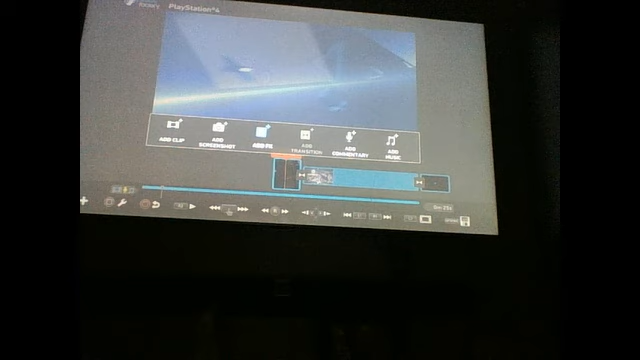 PlayStation®4
ADD CLIP
ADD SCREENSHOT
ADD FX
ADD TRANSITION
ADD COMMENTARY
ADD MUSIC